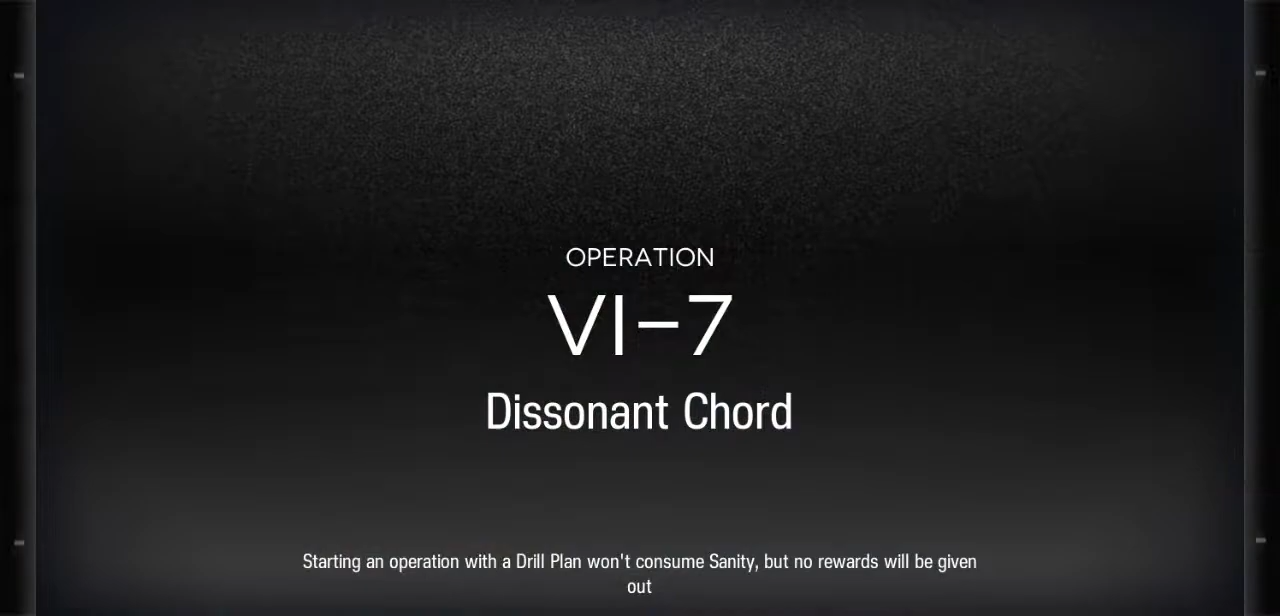 OPERATION
VI-7
Dissonant Chord
Starting an operation with a Drill Plan won't consume Sanity, but no rewards will be given
out